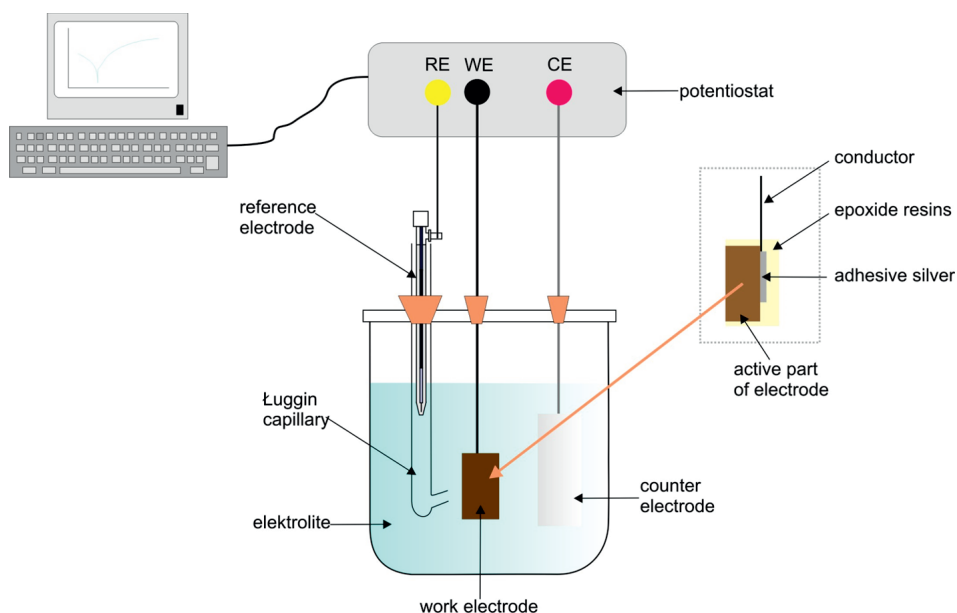 RE WE CE
potentiostat
conductor
epoxide resins
adhesive silver
active part
of electrode
reference
electrode
Ługgin
capillary
elektrolite
counter
electrode
work electrode